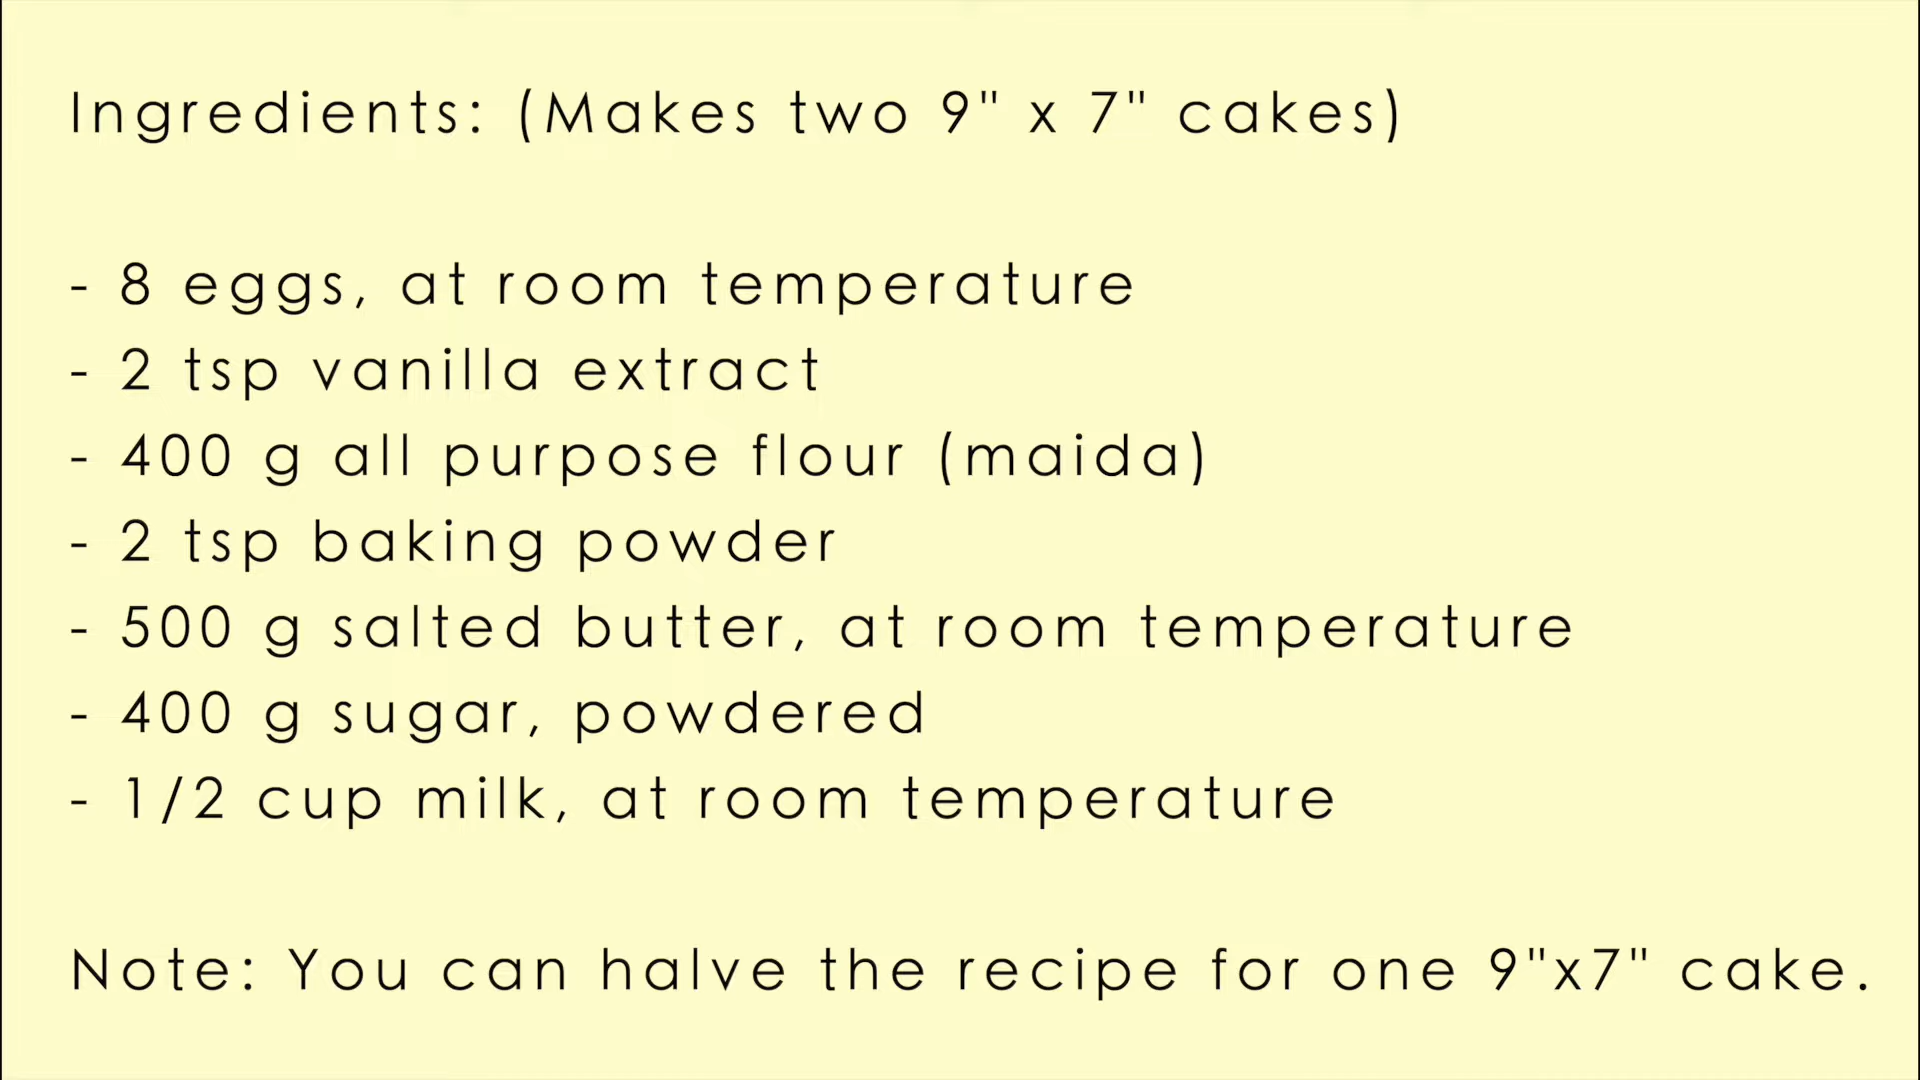 Ingredients: (Makes two 9" x 7" cakes)
- 8 eggs, at room temperature
- 2 tsp vanilla extract
- 400 g all purpose flour (maida)
- 2 tsp baking powder
- 500 g salted butter, at room temperature
- 400 g sugar, powdered
- 1/2 cup milk, at room temperature
Note: You can halve the recipe for one 9"x7" cake.